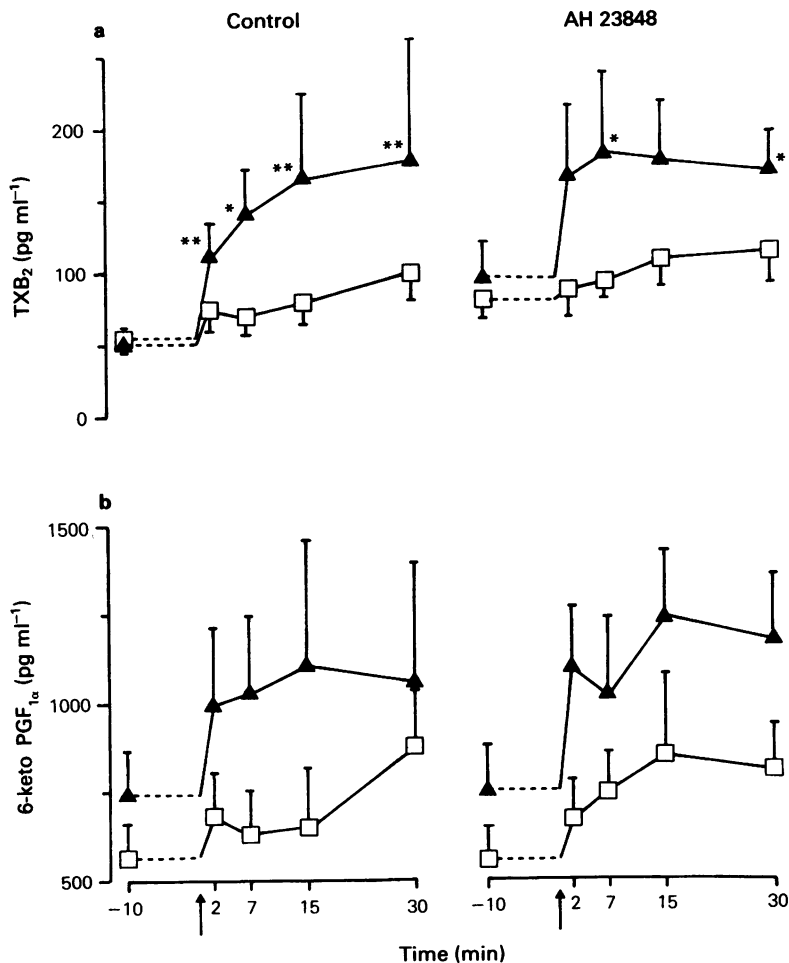 a
Control
AH 23848
TXB₂ (pg ml⁻¹)
200
100
0
**
*
**
**
*
*
b
6-keto PGF₁α (pg ml⁻¹)
1500
1000
500
−10 2 7 15 30
−10 2 7 15 30
Time (min)